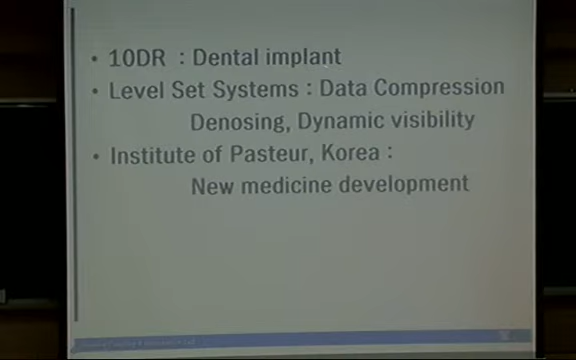 • 10DR : Dental implant
• Level Set Systems : Data Compression
Denosing, Dynamic visibility
• Institute of Pasteur, Korea :
New medicine development